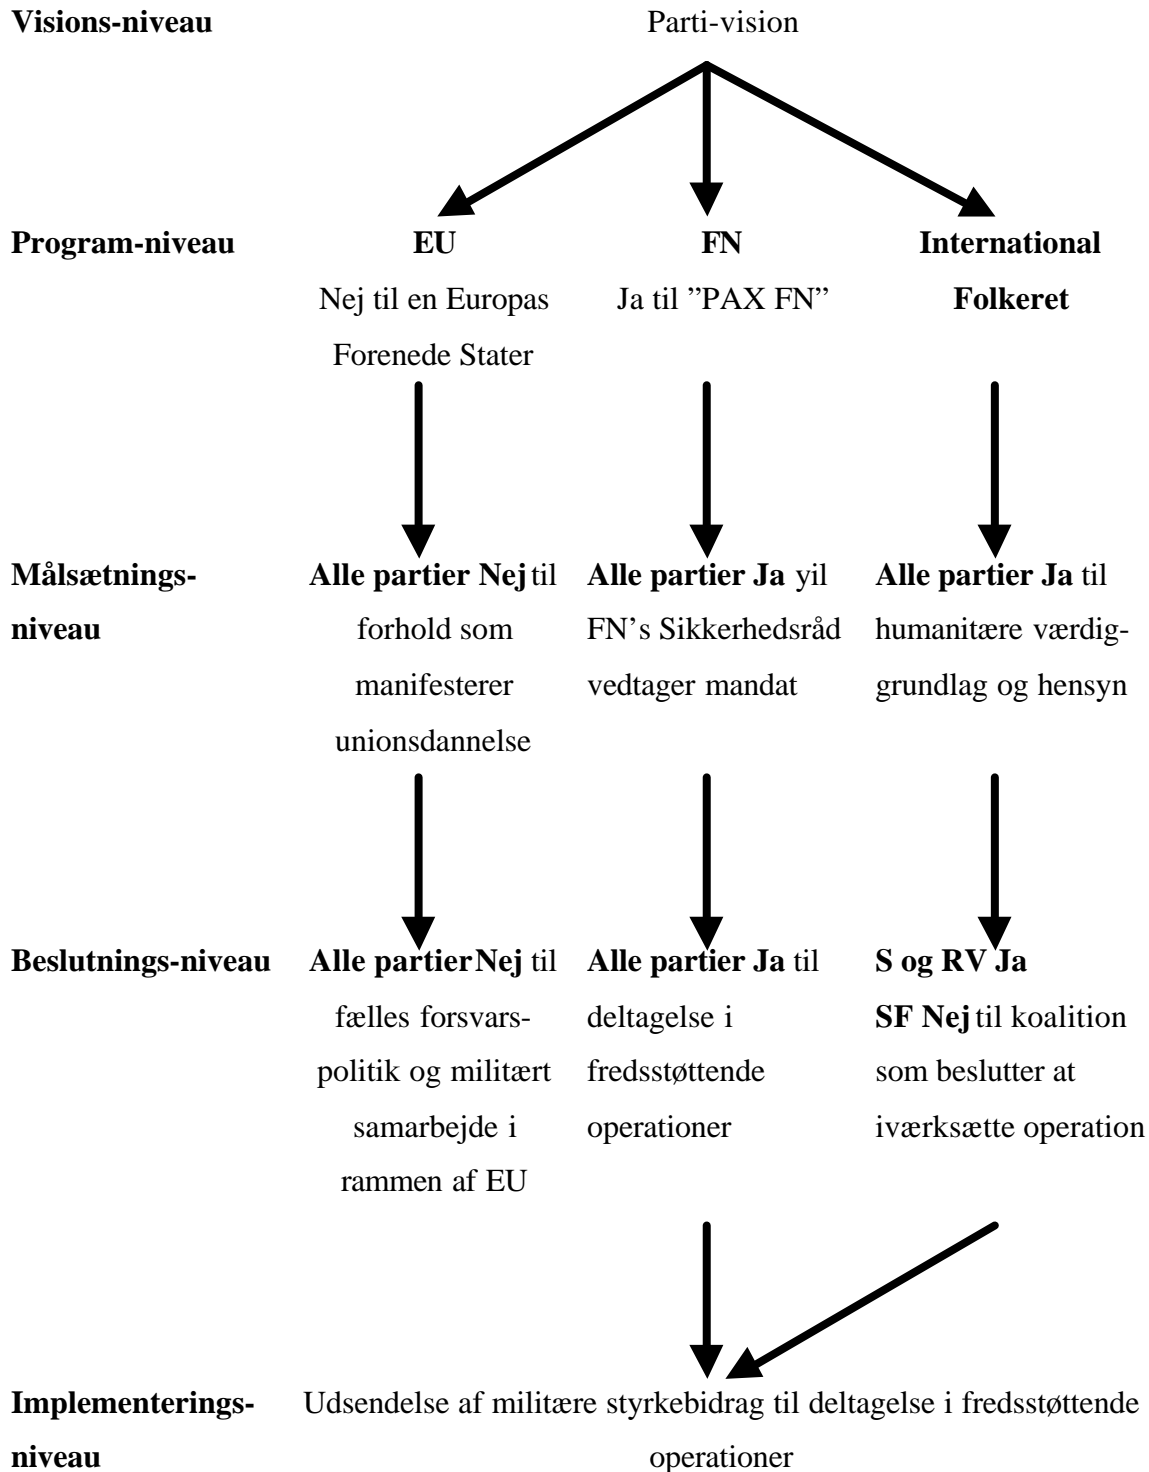 Visions-niveau
Parti-vision
Program-niveau
EU
Nej til en Europas
Forenede Stater
FN
Ja til ”PAX FN”
International
Folkeret
Målsætnings-
niveau
Alle partier Nej til
forhold som
manifesterer
unionsdannelse
Alle partier Ja yil
FN’s Sikkerhedsråd
vedtager mandat
Alle partier Ja til
humanitære værdig-
grundlag og hensyn
Beslutnings-niveau
Alle partier Nej til
fælles forsvars-
politik og militært
samarbejde i
rammen af EU
Alle partier Ja til
deltagelse i
fredsstøttende
operationer
S og RV Ja
SF Nej til koalition
som beslutter at
iværksætte operation
Implementerings-
niveau
Udsendelse af militære styrkebidrag til deltagelse i fredsstøttende
operationer